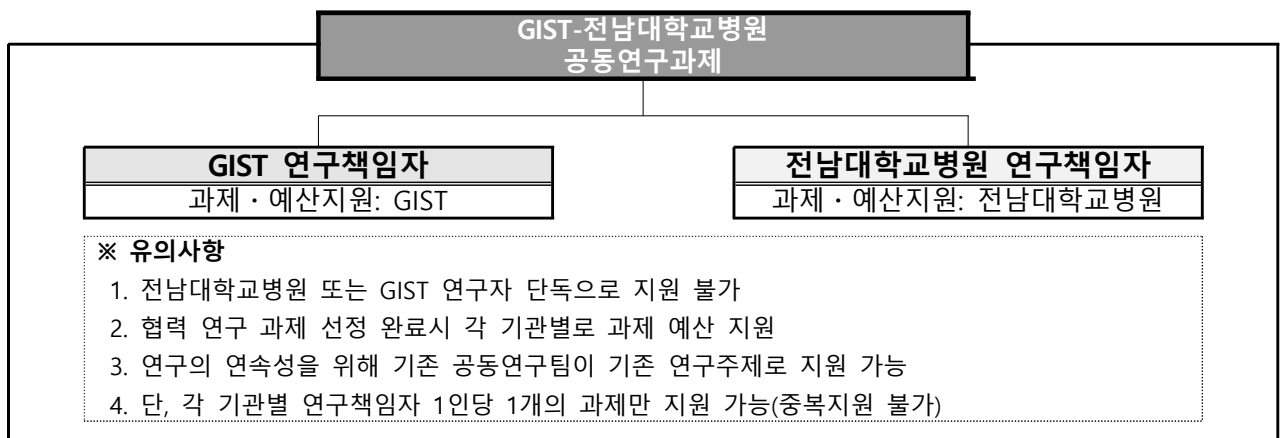 GIST-전남대학교병원
공동연구과제
GIST 연구책임자
과제・예산지원: GIST
전남대학교병원 연구책임자
과제・예산지원: 전남대학교병원
※ 유의사항
1. 전남대학교병원 또는 GIST 연구자 단독으로 지원 불가
2. 협력 연구 과제 선정 완료시 각 기관별로 과제 예산 지원
3. 연구의 연속성을 위해 기존 공동연구팀이 기존 연구주제로 지원 가능
4. 단, 각 기관별 연구책임자 1인당 1개의 과제만 지원 가능(중복지원 불가)